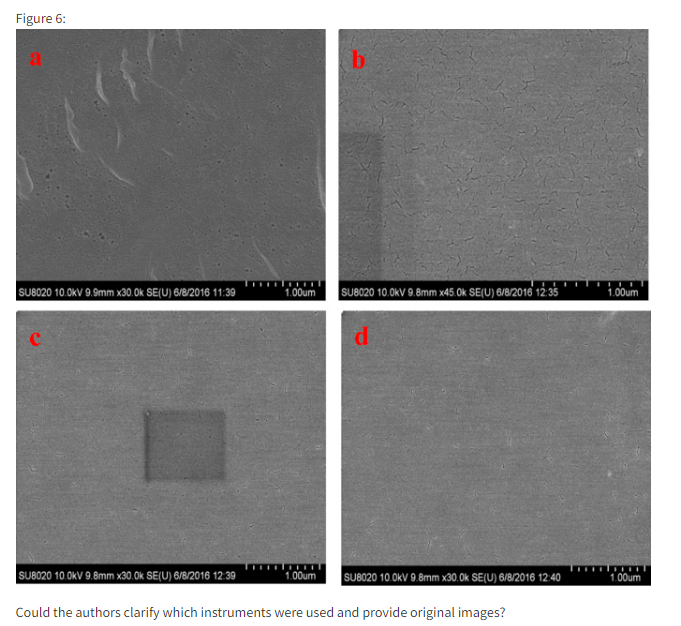 Figure 6:
a
b
SU8020 10.0kV 9.9mm x30.0k SE(U) 6/8/2016 11:39 1.00um
SU8020 10.0kV 9.8mm x45.0k SE(U) 6/8/2016 12:35 1.00um
c
d
SU8020 10.0kV 9.8mm x30.0k SE(U) 6/8/2016 12:39 1.00um
SU8020 10.0kV 9.8mm x30.0k SE(U) 6/8/2016 12:40 1.00um
Could the authors clarify which instruments were used and provide original images?